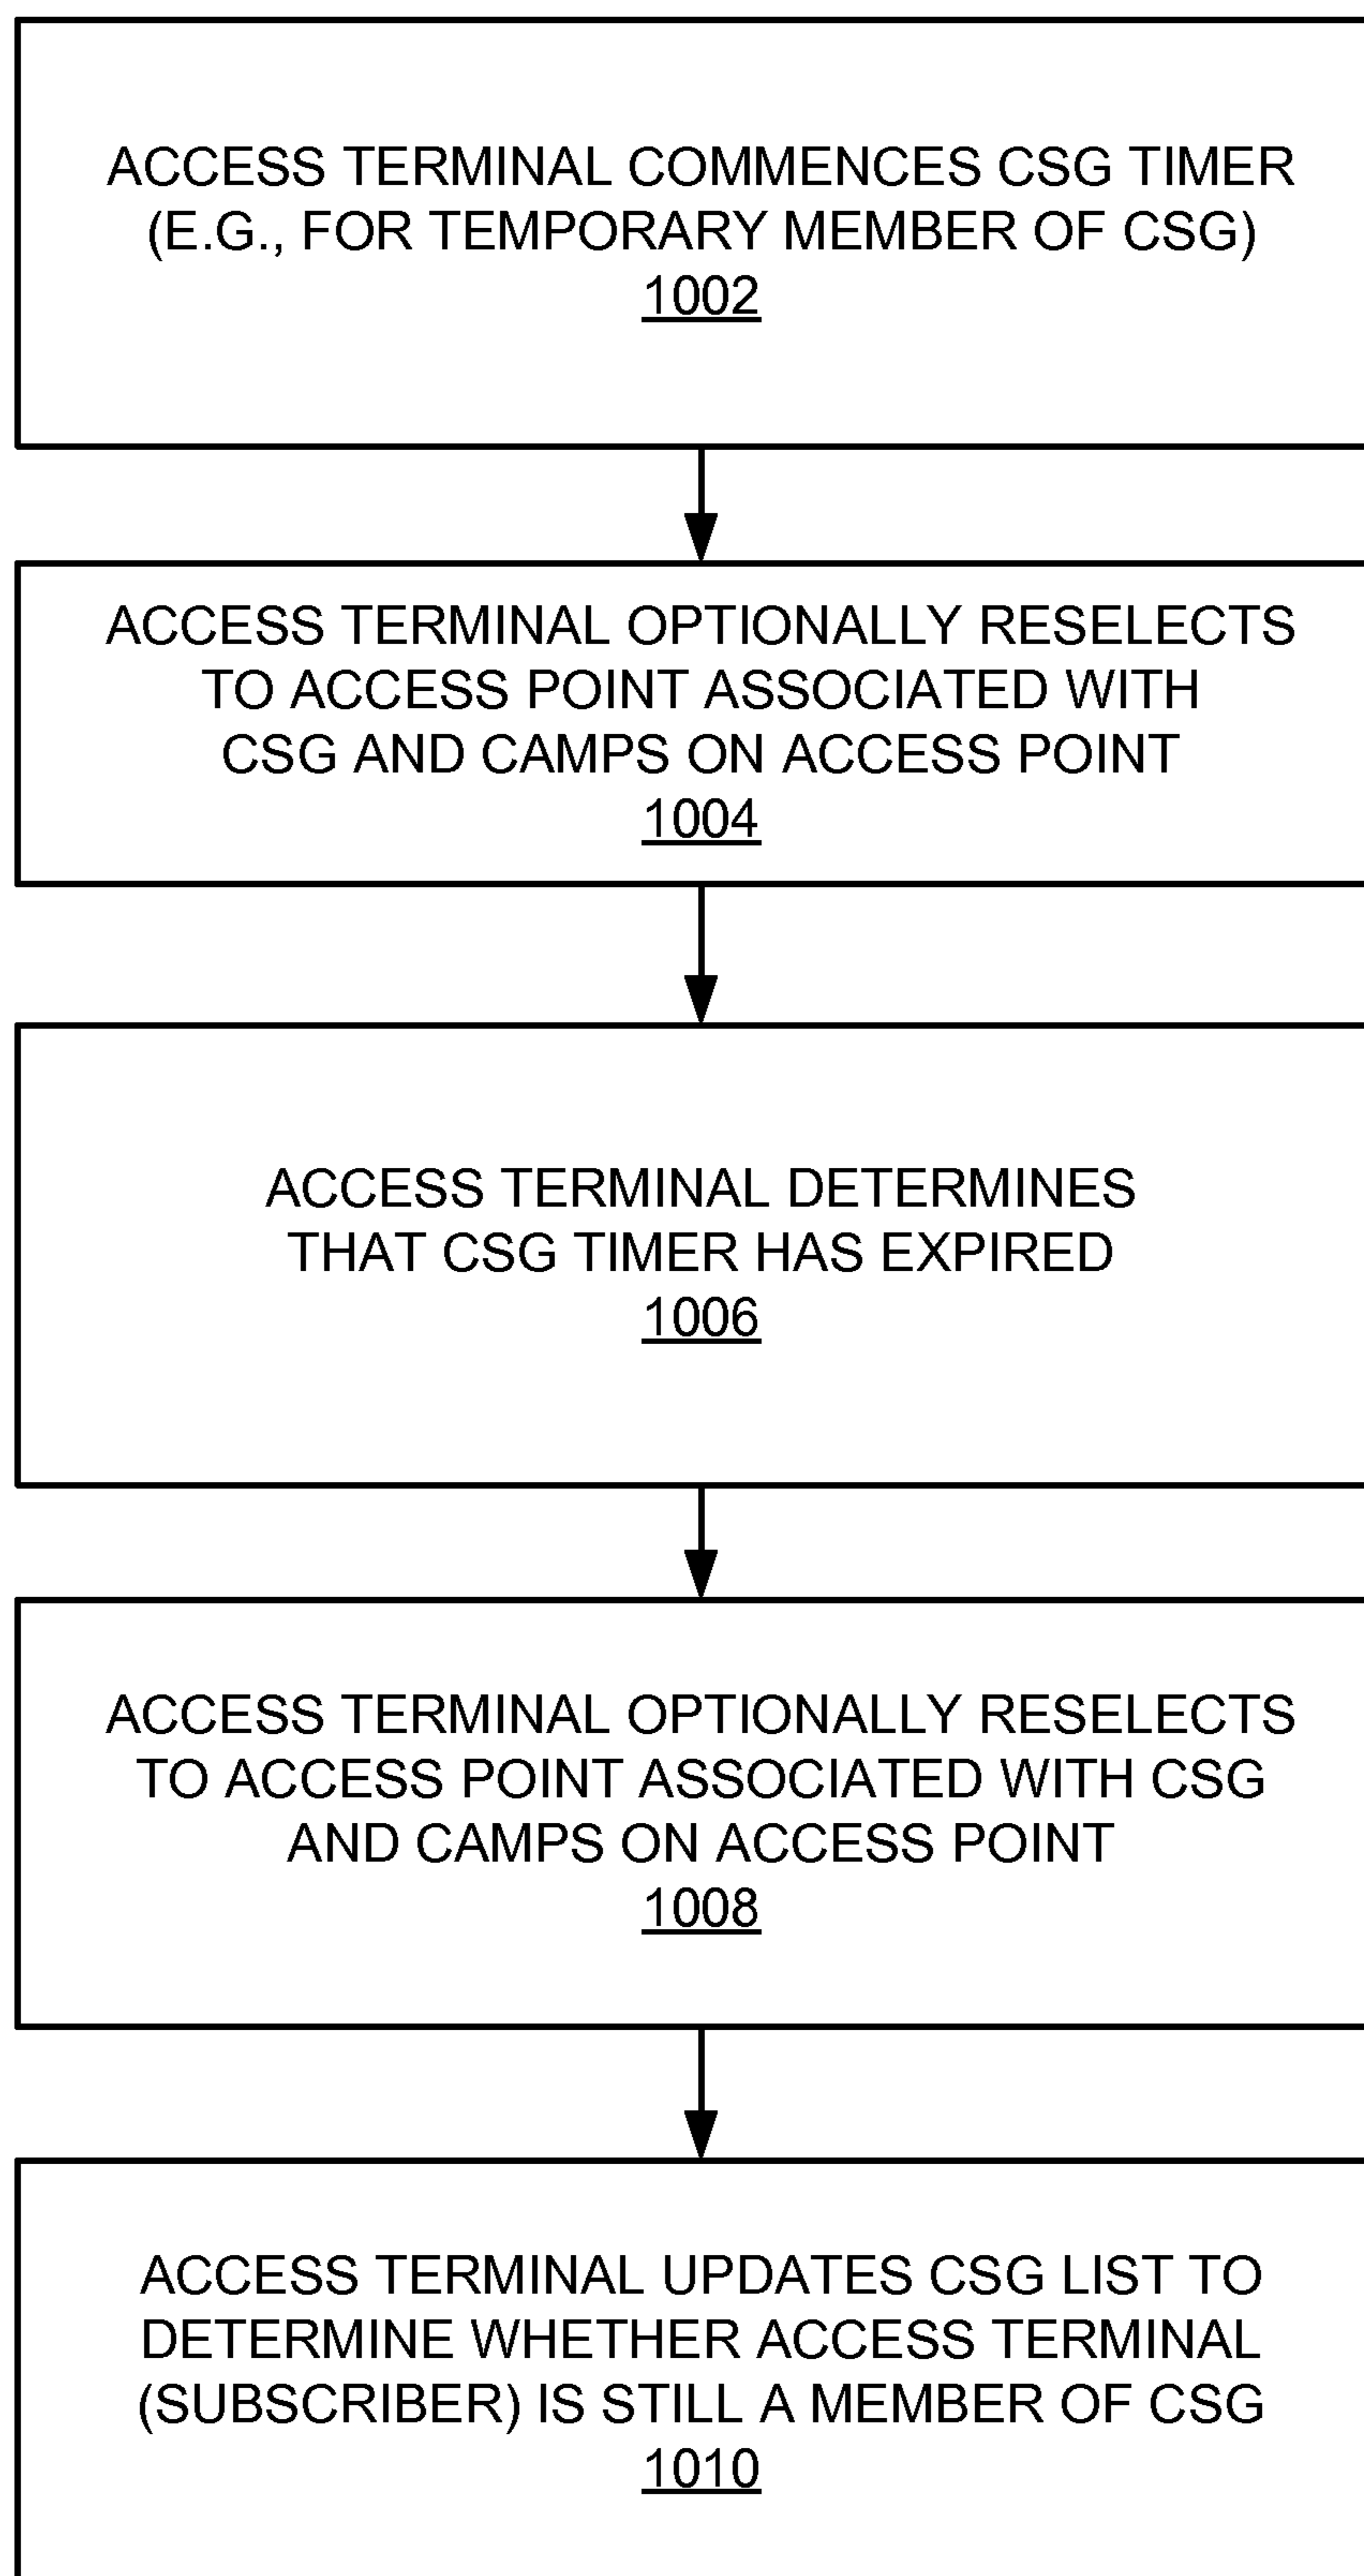 ACCESS TERMINAL COMMENCES CSG TIMER
(E.G., FOR TEMPORARY MEMBER OF CSG)
1002
ACCESS TERMINAL OPTIONALLY RESELECTS
TO ACCESS POINT ASSOCIATED WITH
CSG AND CAMPS ON ACCESS POINT
1004
ACCESS TERMINAL DETERMINES
THAT CSG TIMER HAS EXPIRED
1006
ACCESS TERMINAL OPTIONALLY RESELECTS
TO ACCESS POINT ASSOCIATED WITH CSG
AND CAMPS ON ACCESS POINT
1008
ACCESS TERMINAL UPDATES CSG LIST TO
DETERMINE WHETHER ACCESS TERMINAL
(SUBSCRIBER) IS STILL A MEMBER OF CSG
1010